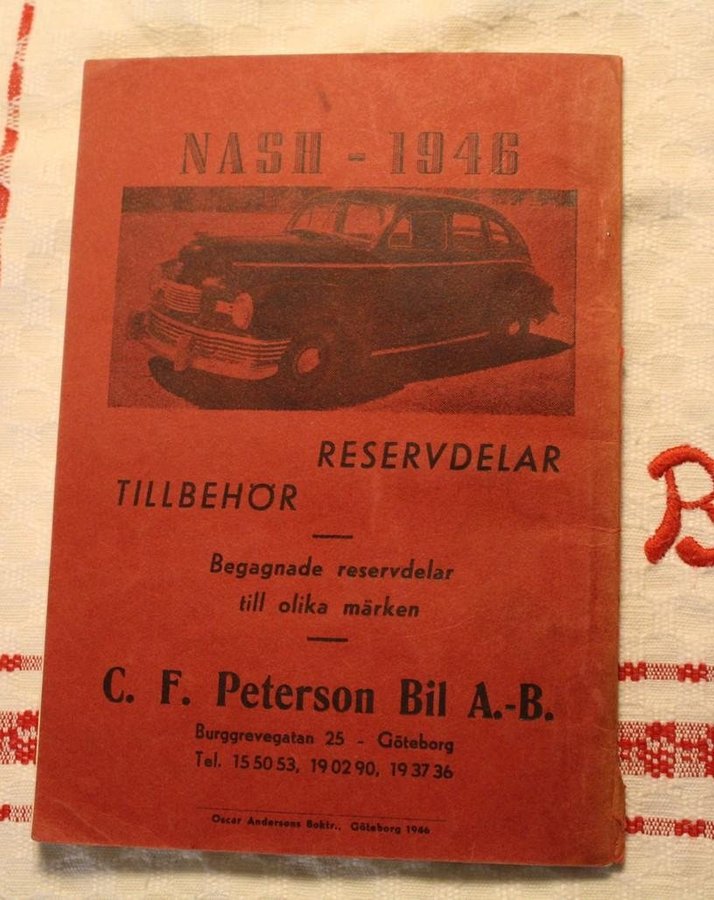 NASH - 1946
RESERVDELAR
TILLBEHÖR
Begagnade reservdelar
till olika märken
C. F. Peterson Bil A.-B.
Burggrevegatan 25 - Göteborg
Tel. 15 50 53, 19 02 90, 19 37 36
Oscar Andersons Boktr., Göteborg 1946
B